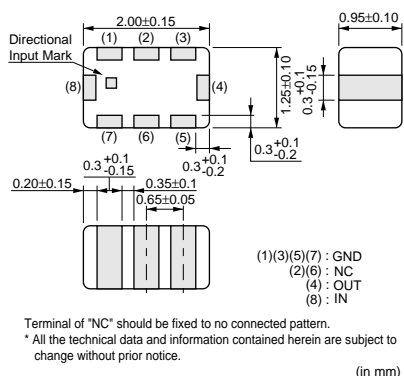 2.00±0.15
0.95±0.10
Directional
Input Mark
(1) (2) (3)
(8)
(4)
(7) (6) (5)
1.25±0.10
0.3 +0.1 -0.15
0.3 +0.1 -0.2
0.3 +0.1 -0.15
0.3 +0.1 -0.2
0.20±0.15
0.35±0.1
0.65±0.05
(1)(3)(5)(7) : GND
(2)(6) : NC
(4) : OUT
(8) : IN
Terminal of "NC" should be fixed to no connected pattern.
* All the technical data and information contained herein are subject to
change without prior notice.
(in mm)